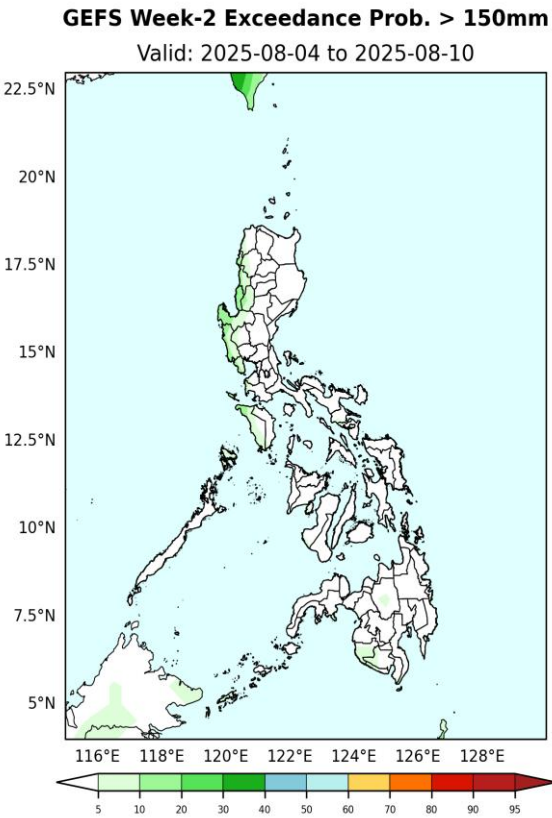 GEFS Week-2 Exceedance Prob. > 150mm
Valid: 2025-08-04 to 2025-08-10
22.5°N
20°N
17.5°N
15°N
12.5°N
10°N
7.5°N
5°N
116°E 118°E 120°E 122°E 124°E 126°E 128°E
5 10 20 30 40 50 60 70 80 90 95